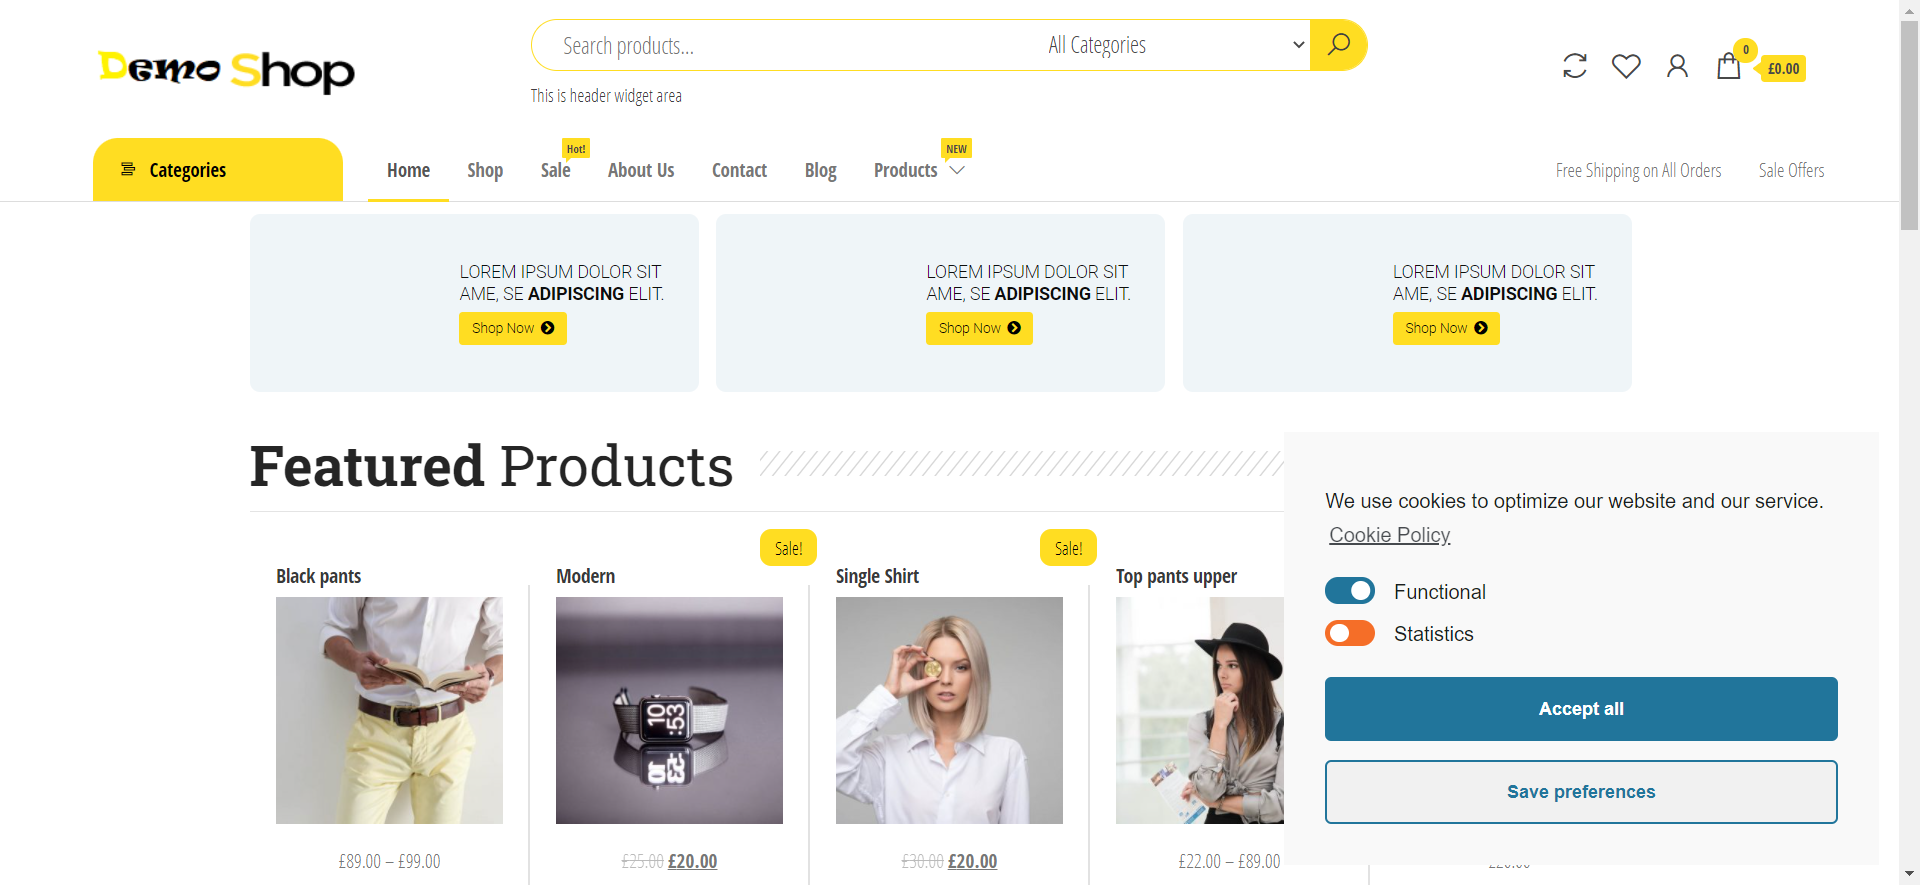 Demo Shop
Search products...
All Categories
This is header widget area
0
£0.00
Categories
Home
Shop
Sale
Hot!
About Us
Contact
Blog
Products
NEW
Free Shipping on All Orders
Sale Offers
LOREM IPSUM DOLOR SIT
AME, SE ADIPISCING ELIT.
Shop Now
LOREM IPSUM DOLOR SIT
AME, SE ADIPISCING ELIT.
Shop Now
LOREM IPSUM DOLOR SIT
AME, SE ADIPISCING ELIT.
Shop Now
Featured Products
Black pants
£89.00 – £99.00
Sale!
Modern
10
:53
£25.00 £20.00
Sale!
Single Shirt
£30.00 £20.00
Top pants upper
£22.00 – £89.00
We use cookies to optimize our website and our service.
Cookie Policy
Functional
Statistics
Accept all
Save preferences